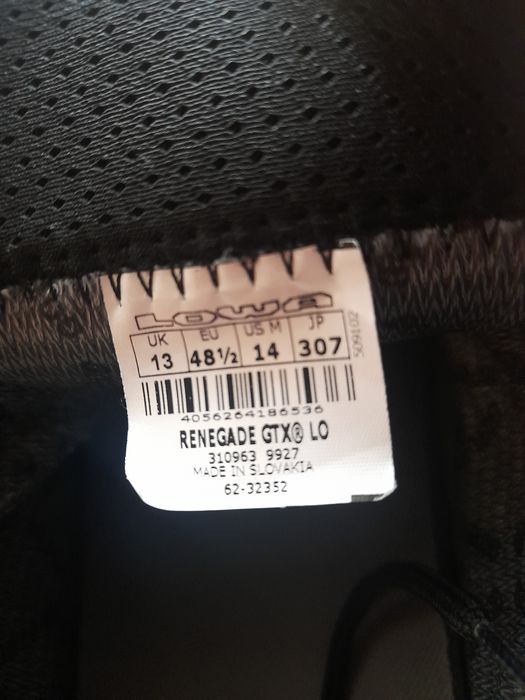 LOWA
UK EU US M JP
13 48½ 14 307
509102
4056264186536
RENEGADE GTX® LO
310963 9927
MADE IN SLOVAKIA
62-32352